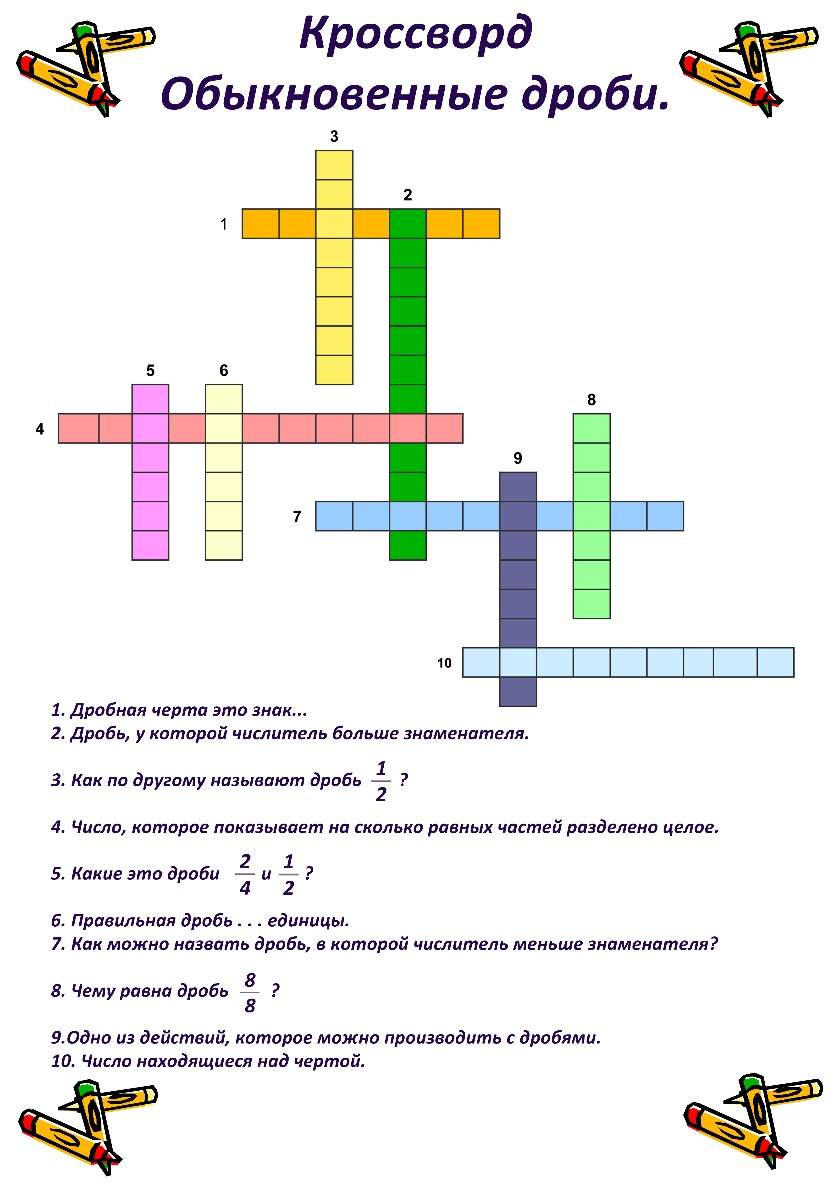 Кроссворд
Обыкновенные дроби.
3
2
1
5
6
8
4
9
7
10
1. Дробная черта это знак...
2. Дробь, у которой числитель больше знаменателя.
3. Как по другому называют дробь 1/2 ?
4. Число, которое показывает на сколько равных частей разделено целое.
5. Какие это дроби 2/4 и 1/2 ?
6. Правильная дробь . . . единицы.
7. Как можно назвать дробь, в которой числитель меньше знаменателя?
8. Чему равна дробь 8/8 ?
9.Одно из действий, которое можно производить с дробями.
10. Число находящиеся над чертой.